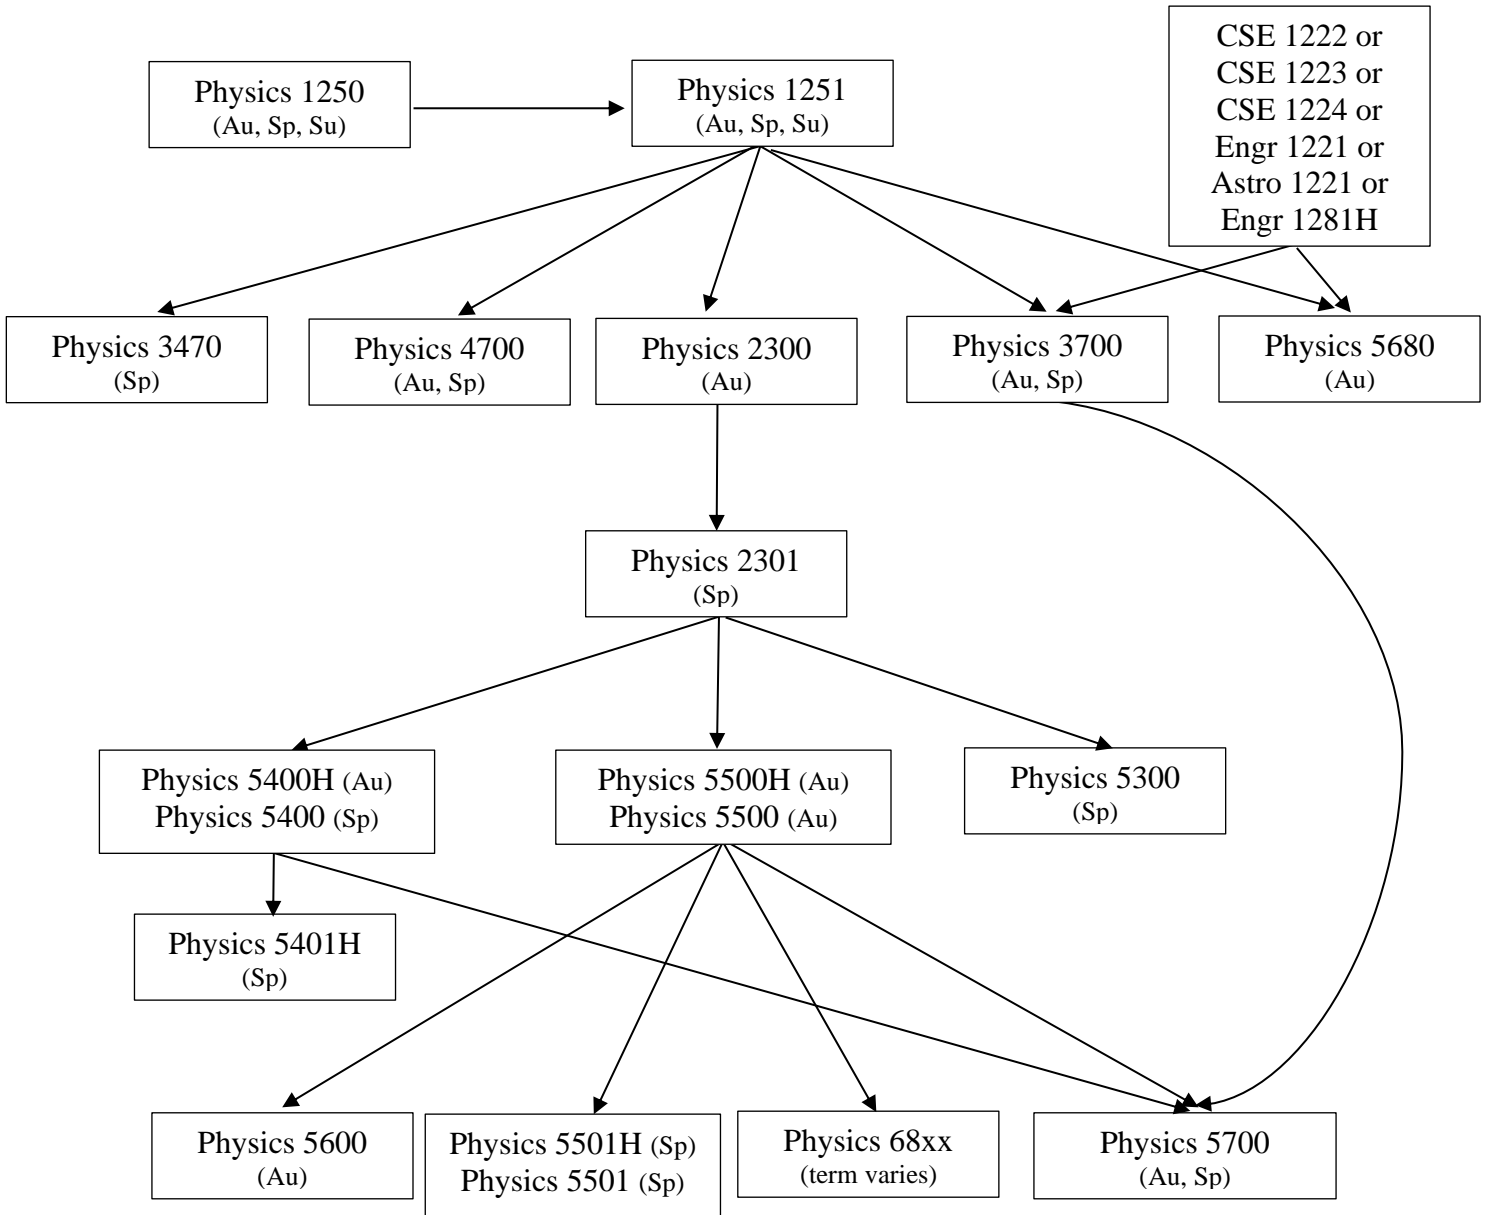 Physics 1250
(Au, Sp, Su)
Physics 1251
(Au, Sp, Su)
CSE 1222 or
CSE 1223 or
CSE 1224 or
Engr 1221 or
Astro 1221 or
Engr 1281H
Physics 3470
(Sp)
Physics 4700
(Au, Sp)
Physics 2300
(Au)
Physics 3700
(Au, Sp)
Physics 5680
(Au)
Physics 2301
(Sp)
Physics 5400H (Au)
Physics 5400 (Sp)
Physics 5500H (Au)
Physics 5500 (Au)
Physics 5300
(Sp)
Physics 5401H
(Sp)
Physics 5600
(Au)
Physics 5501H (Sp)
Physics 5501 (Sp)
Physics 68xx
(term varies)
Physics 5700
(Au, Sp)